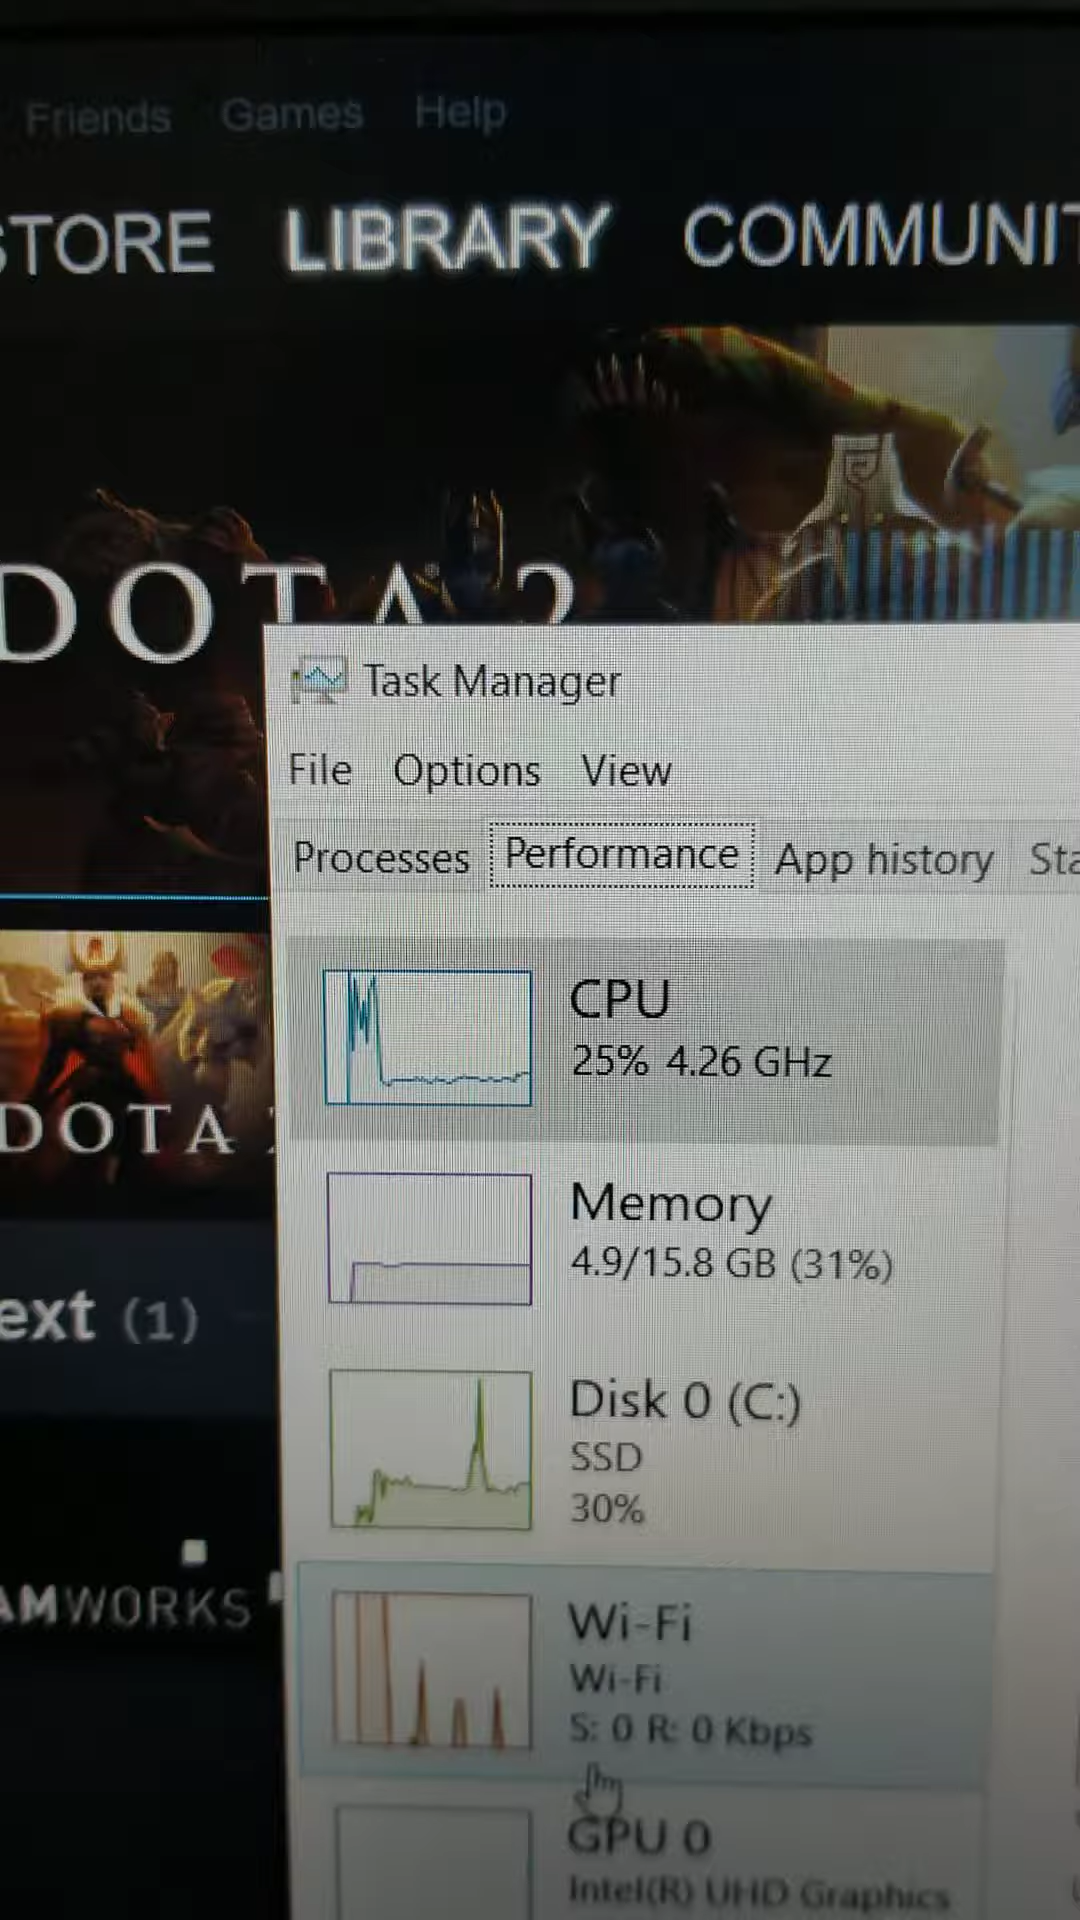 Friends Games Help
STORE LIBRARY COMMUNIT
DOTA 2
Task Manager
File Options View
Processes Performance App history Sta
CPU
25% 4.26 GHz
DOTA
Memory
4.9/15.8 GB (31%)
ext (1)
Disk 0 (C:)
SSD
30%
AMWORKS
Wi-Fi
Wi-Fi
S: 0 R: 0 Kbps
GPU 0
Intel(R) UHD Graphics